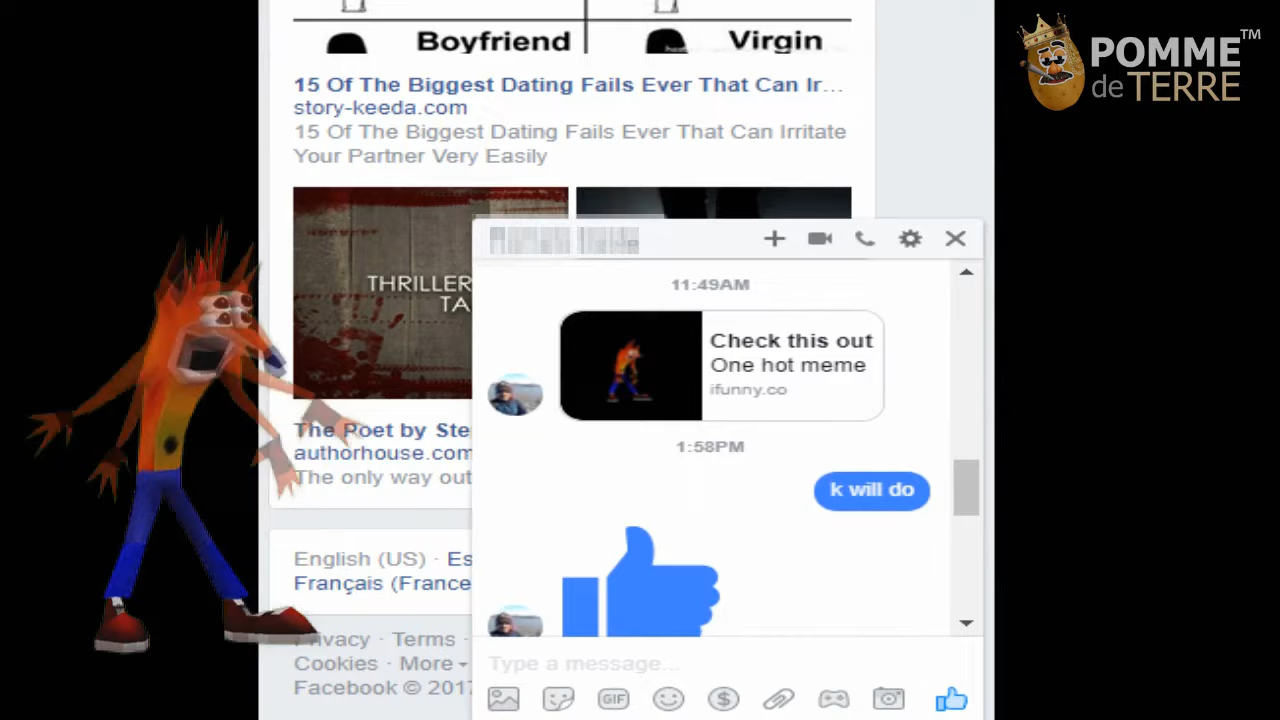 Boyfriend
Virgin
15 Of The Biggest Dating Fails Ever That Can Ir...
story-keeda.com
15 Of The Biggest Dating Fails Ever That Can Irritate
Your Partner Very Easily
THRILLER
TA
The Poet by Ste
authorhouse.com
The only way out
English (US) · Es
Français (France
Privacy · Terms ·
Cookies · More
Facebook © 2017
11:49AM
Check this out
One hot meme
ifunny.co
1:58PM
k will do
Type a message...
GIF
$
POMME™
de TERRE